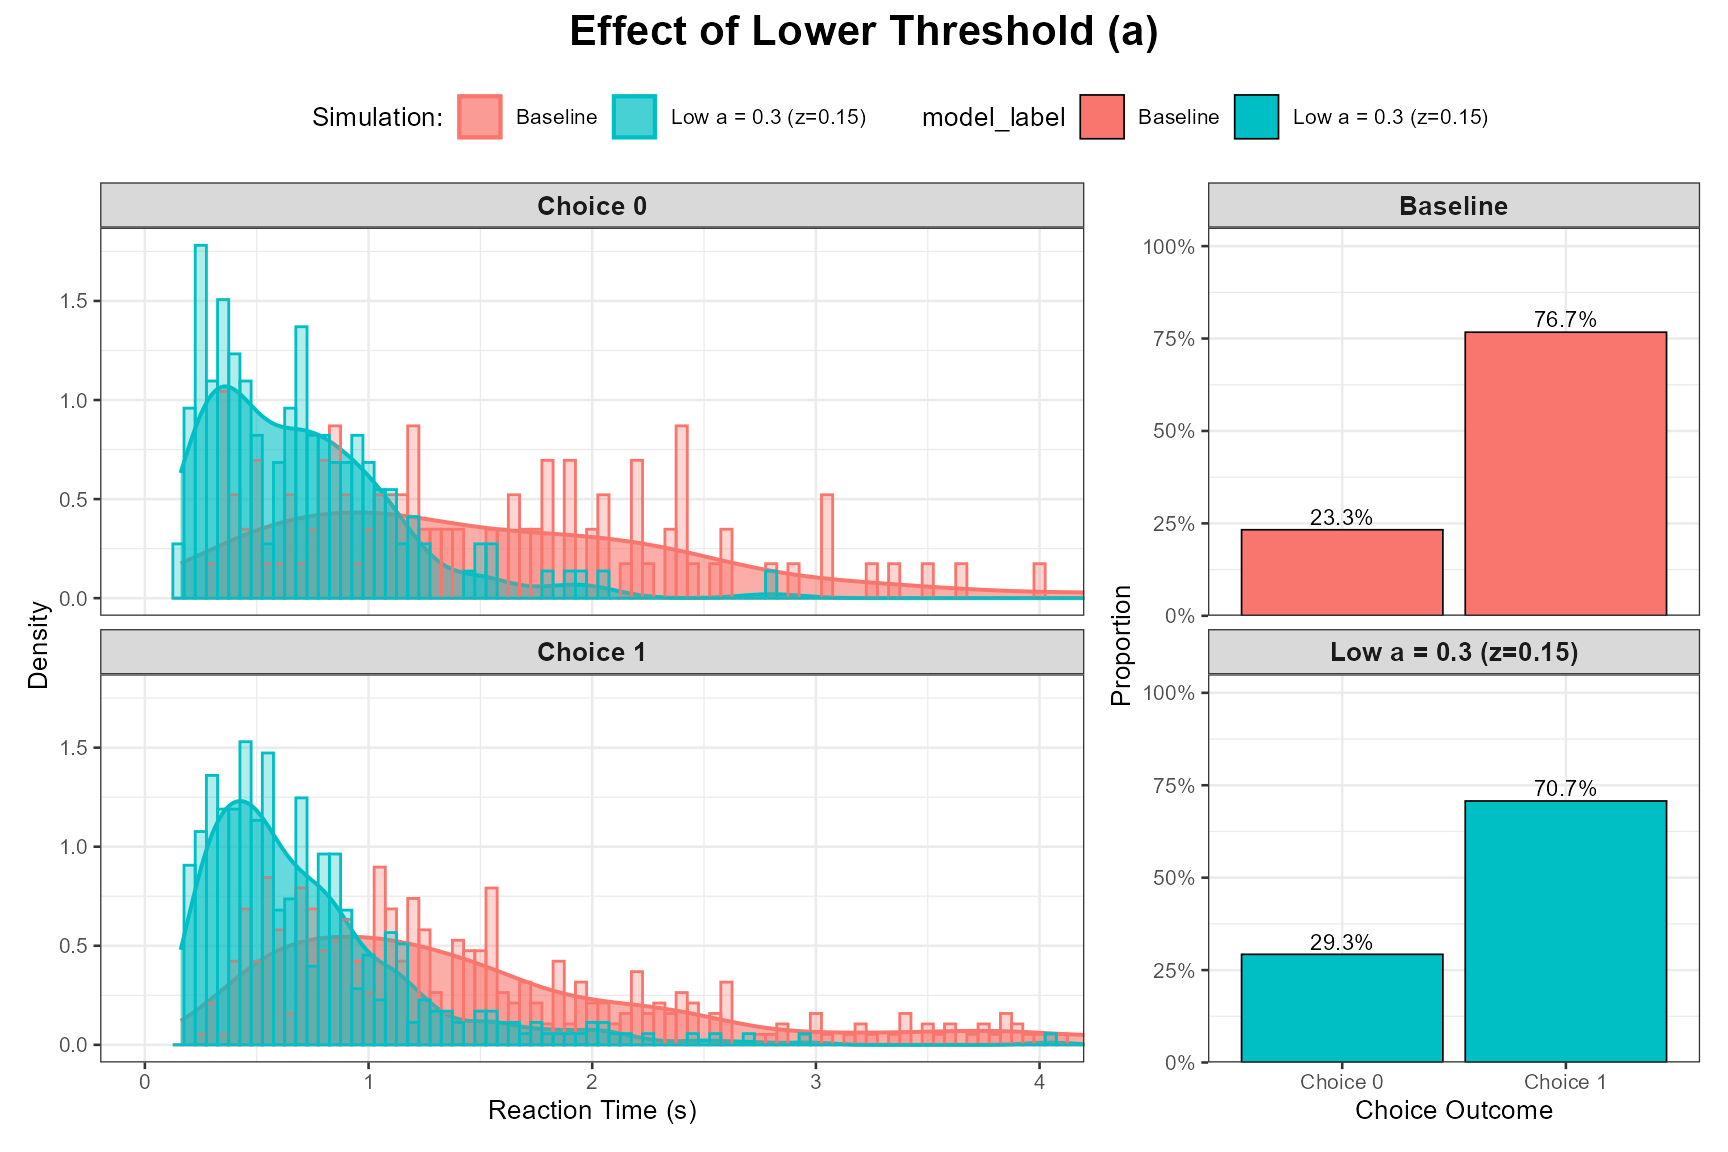 Effect of Lower Threshold (a)
Simulation: Baseline Low a = 0.3 (z=0.15) model_label Baseline Low a = 0.3 (z=0.15)
Choice 0
1.5
1.0
0.5
0.0
Choice 1
1.5
1.0
0.5
0.0
Density
0 1 2 3 4
Reaction Time (s)
Baseline
100%
75%
50%
25%
0%
23.3%
76.7%
Low a = 0.3 (z=0.15)
100%
75%
50%
25%
0%
29.3%
70.7%
Proportion
Choice 0 Choice 1
Choice Outcome